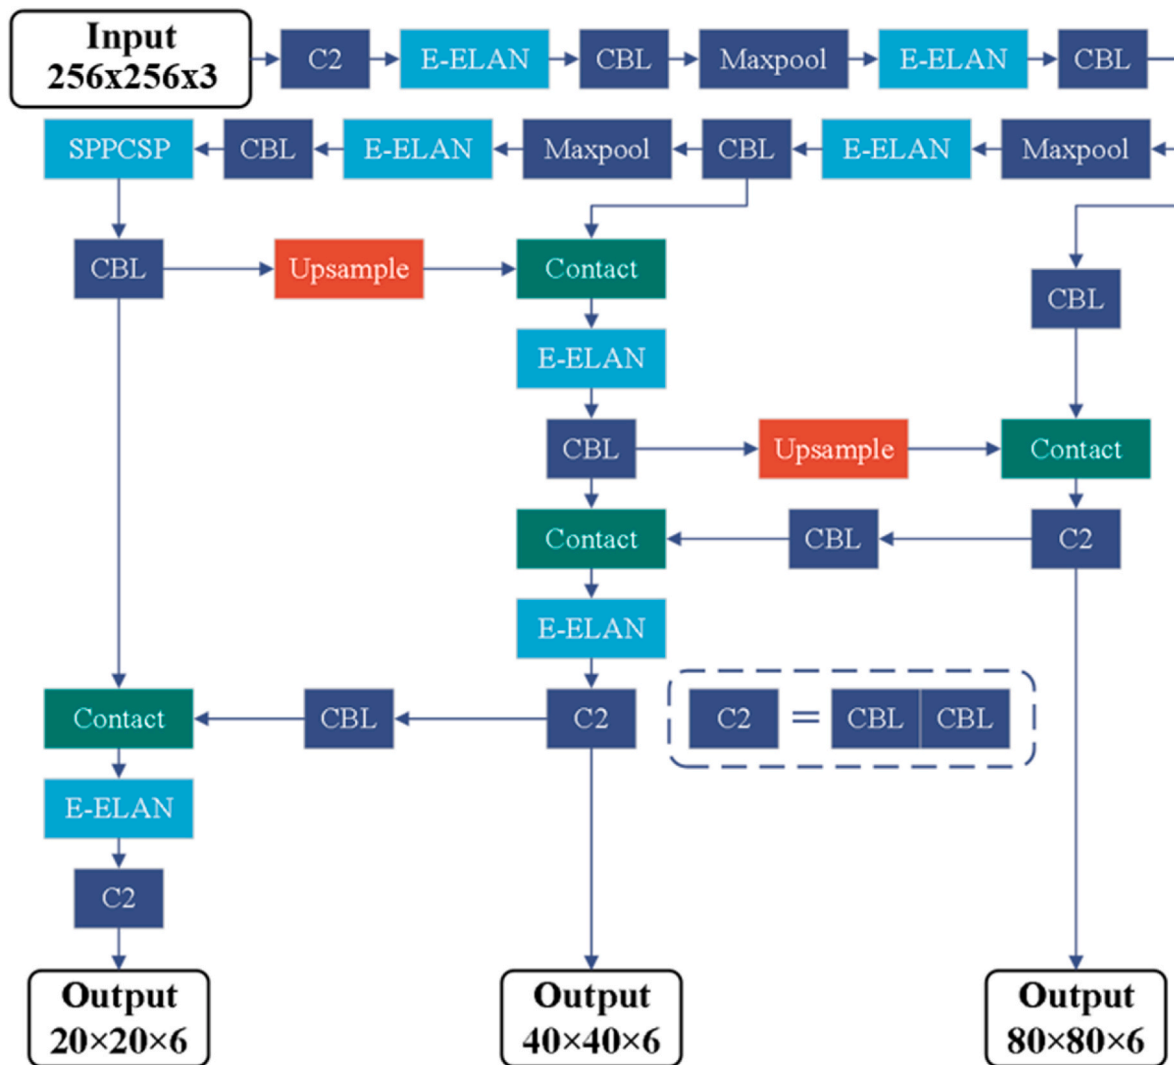 Input
256x256x3
C2
E-ELAN
CBL
Maxpool
E-ELAN
CBL
SPPCSP
CBL
E-ELAN
Maxpool
CBL
E-ELAN
Maxpool
CBL
Upsample
Contact
CBL
E-ELAN
CBL
Upsample
Contact
Contact
CBL
C2
E-ELAN
Contact
CBL
C2
C2 = CBL CBL
E-ELAN
C2
Output
20×20×6
Output
40×40×6
Output
80×80×6